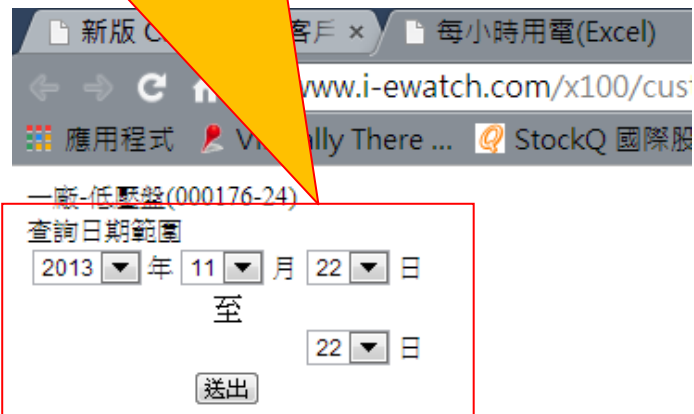 新版 C 客戶 × 每小時用電(Excel)
www.i-ewatch.com/x100/cus
應用程式 ally There ... StockQ 國際股
一廠-低壓盤(000176-24)
查詢日期範圍
2013 年 11 月 22 日
至
22 日
送出